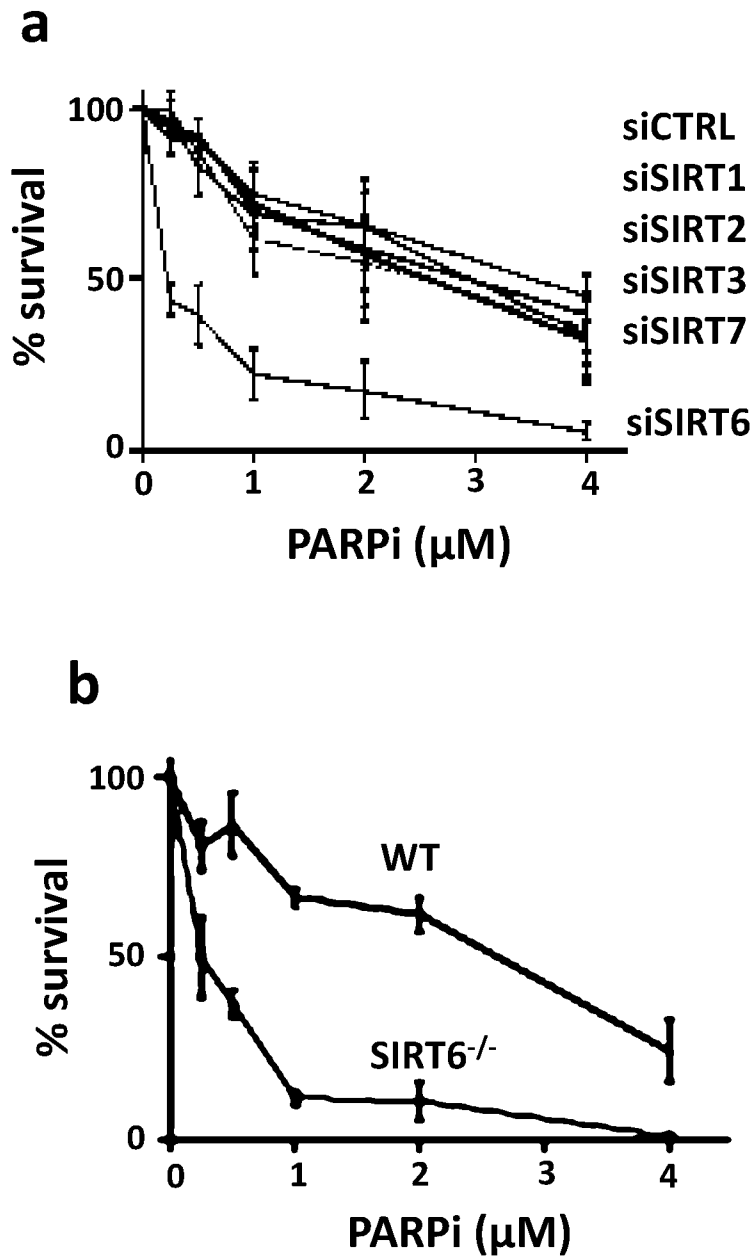 a
100
50
0
% survival
0 1 2 3 4
PARPi (µM)
siCTRL
siSIRT1
siSIRT2
siSIRT3
siSIRT7
siSIRT6
b
100
50
0
% survival
WT
SIRT6-/-
0 1 2 3 4
PARPi (µM)